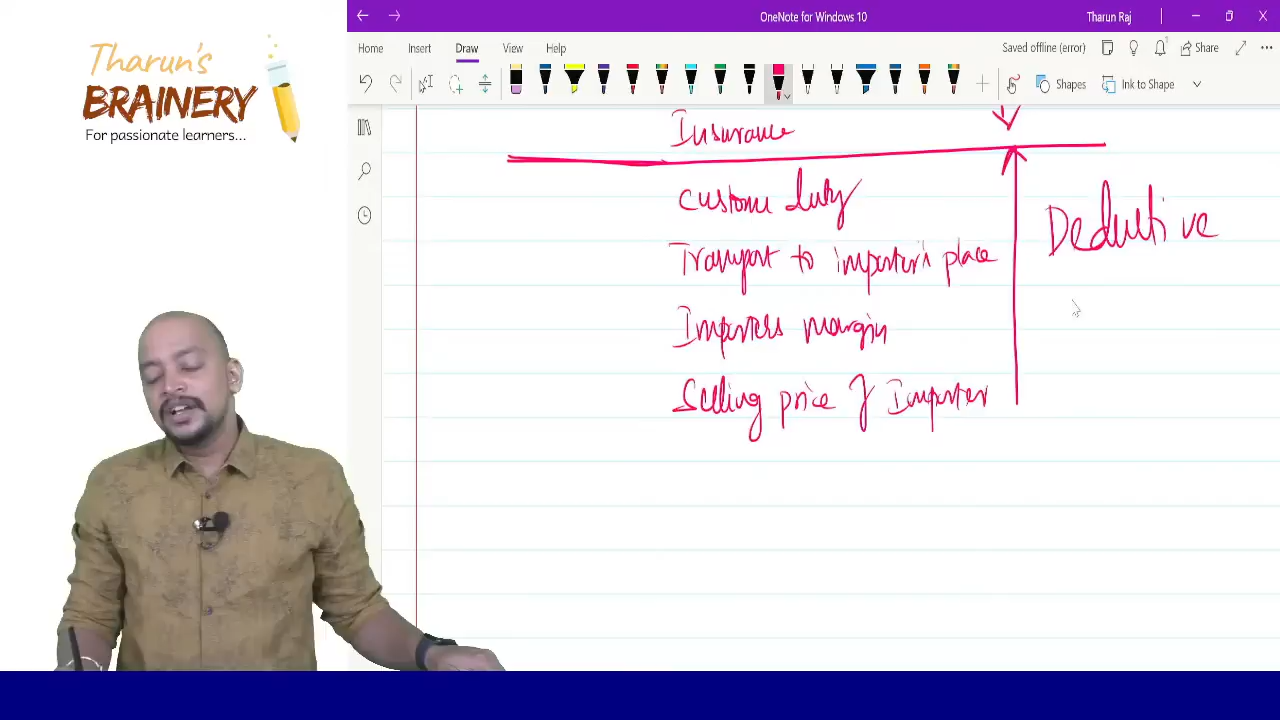 OneNote for Windows 10
Tharun Raj
Tharun's
BRAINERY
For passionate learners...
Home Insert Draw View Help
Saved offline (error)
Share
Shapes
Ink to Shape
Insurance
Custom duty
Transport to importer's place
Importers margin
Selling price of Importer
Deductive